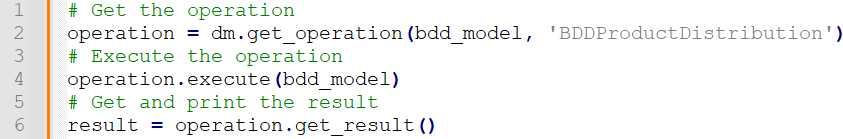 1 # Get the operation
2 operation = dm.get_operation(bdd_model, 'BDDProductDistribution')
3 # Execute the operation
4 operation.execute(bdd_model)
5 # Get and print the result
6 result = operation.get_result()